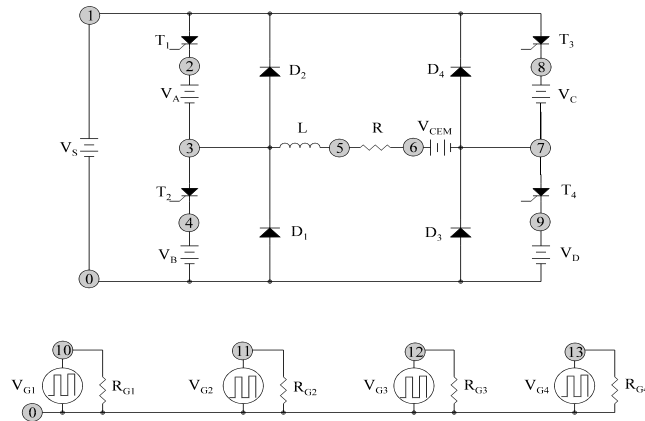 1
T1
T3
2
8
D2
D4
VA
VC
L
R
VCEM
VS
3
5
6
7
T2
T4
4
9
D1
D3
VB
VD
0
10
11
12
13
VG1
RG1
VG2
RG2
VG3
RG3
VG4
RG4
0